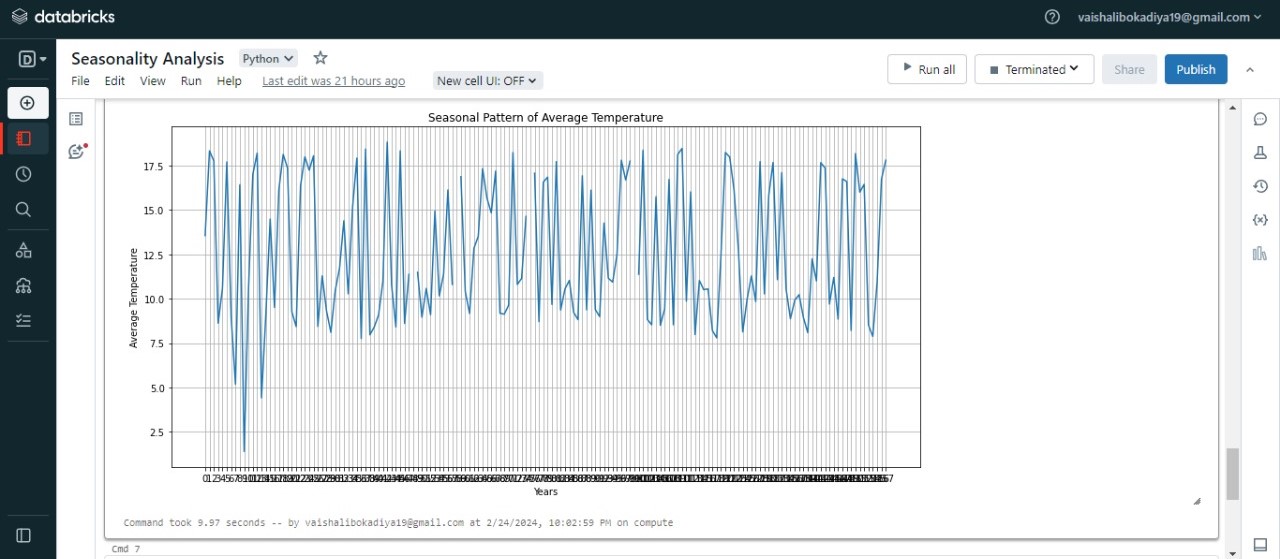 databricks
vaishalibokadiya19@gmail.com
Seasonality Analysis Python
File Edit View Run Help Last edit was 21 hours ago New cell UI: OFF
Run all Terminated Share Publish
Seasonal Pattern of Average Temperature
17.5
15.0
12.5
10.0
7.5
5.0
2.5
Average Temperature
Years
Command took 9.97 seconds -- by vaishalibokadiya19@gmail.com at 2/24/2024, 10:02:59 PM on compute
Cmd 7